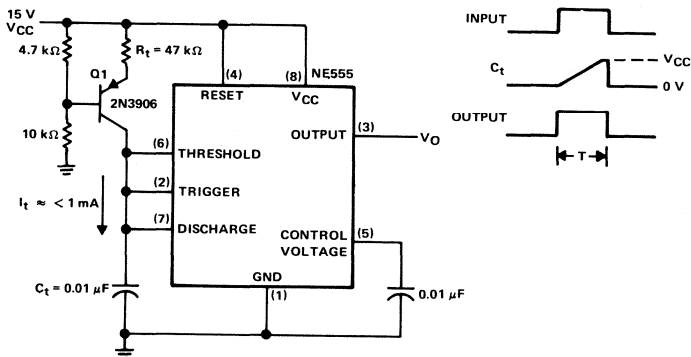 15 V
VCC
4.7 kΩ
Rt = 47 kΩ
Q1
2N3906
10 kΩ
It ≈ < 1 mA
Ct = 0.01 μF
(4)
RESET
(8)
VCC
NE555
OUTPUT
(3)
VO
(6)
THRESHOLD
(2)
TRIGGER
(7)
DISCHARGE
CONTROL
VOLTAGE
(5)
GND
(1)
0.01 μF
INPUT
Ct
VCC
0 V
OUTPUT
T